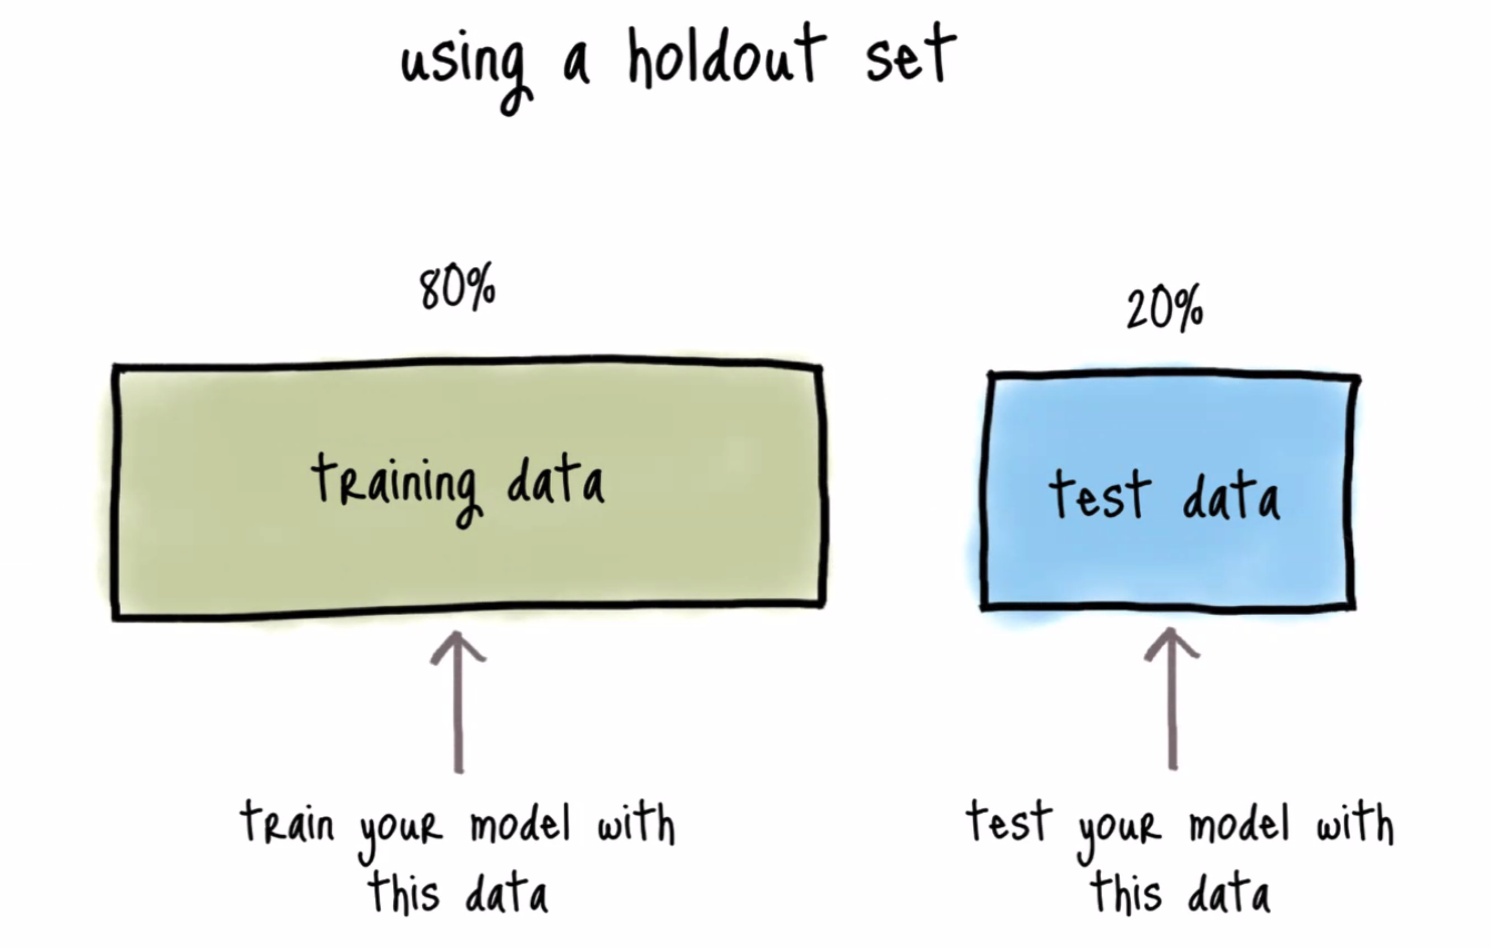 using a holdout set
80%
20%
training data
test data
train your model with
this data
test your model with
this data